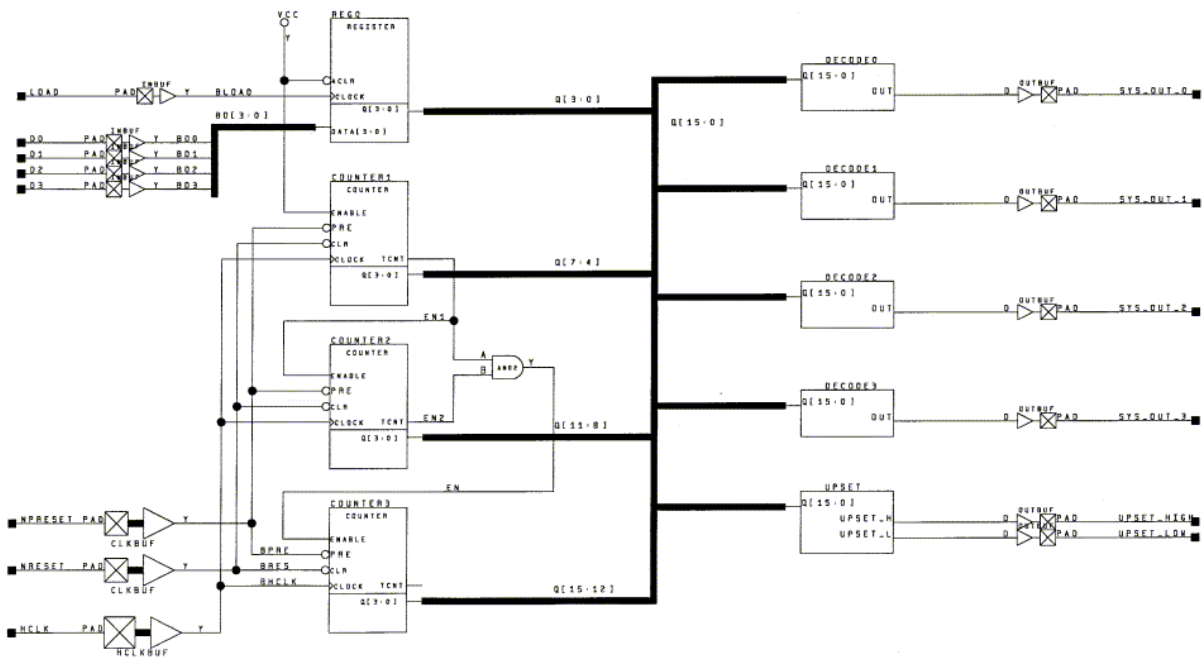 VCC
REG0
DECODE0
Y
REGISTER
Q[15:0]
INBUF
ACLR
OUTBUF
LOAD PAD Y BLOAD CLOCK
OUT D PAD SYS_OUT_0
Q[3:0] Q[3:0]
BD[3:0] DATA[3:0]
Q[15:0]
INBUF
D0 PAD Y BD0
INBUF
D1 PAD Y BD1
INBUF
D2 PAD Y BD2
INBUF
D3 PAD Y BD3
COUNTER1
DECODE1
COUNTER
Q[15:0]
OUTBUF
OUT D PAD SYS_OUT_1
ENABLE
PRE
CLR
CLOCK TCNT
Q[3:0] Q[7:4]
DECODE2
Q[15:0]
OUTBUF
OUT D PAD SYS_OUT_2
EN1
COUNTER2
COUNTER
A
AND2 Y
B
ENABLE
PRE
CLR
DECODE3
Q[15:0]
OUTBUF
OUT D PAD SYS_OUT_3
CLOCK TCNT EN2
Q[3:0] Q[11:8]
EN
UPSET
COUNTER3
Q[15:0]
COUNTER
OUTBUF
NPRESET PAD Y
UPSET_H D PAD UPSET_HIGH
CLKBUF
ENABLE
OUTBUF
UPSET_L D PAD UPSET_LOW
BPRE PRE
NRESET PAD Y BRES CLR
CLKBUF
BHCLK CLOCK TCNT
Q[3:0] Q[15:12]
HCLK PAD Y
HCLKBUF